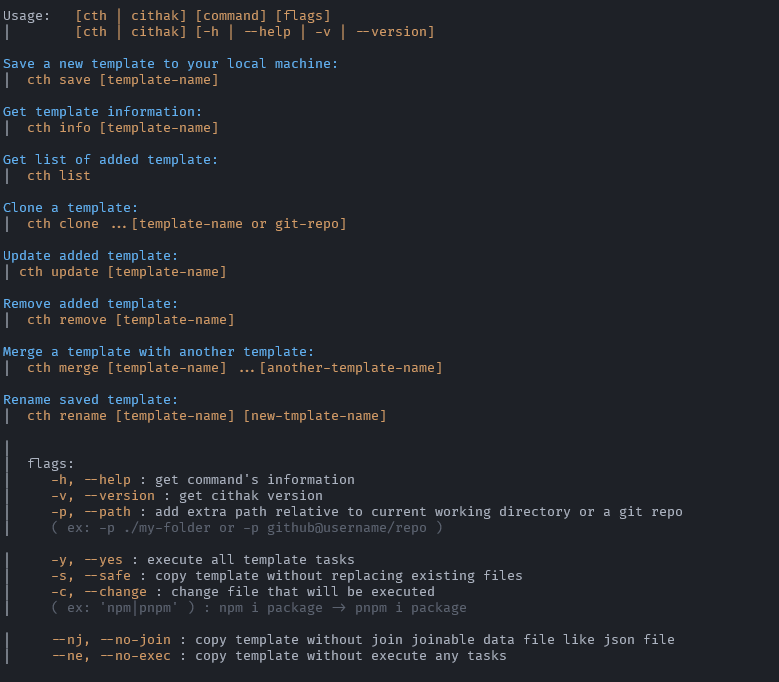 Usage:   [cth | cithak] [command] [flags]
|        [cth | cithak] [-h | --help | -v | --version]
Save a new template to your local machine:
|  cth save [template-name]
Get template information:
|  cth info [template-name]
Get list of added template:
|  cth list
Clone a template:
|  cth clone ...[template-name or git-repo]
Update added template:
| cth update [template-name]
Remove added template:
|  cth remove [template-name]
Merge a template with another template:
|  cth merge [template-name] ...[another-template-name]
Rename saved template:
|  cth rename [template-name] [new-tmplate-name]
|
|  flags:
|     -h, --help : get command's information
|     -v, --version : get cithak version
|     -p, --path : add extra path relative to current working directory or a git repo
|     ( ex: -p ./my-folder or -p github@username/repo )
|     -y, --yes : execute all template tasks
|     -s, --safe : copy template without replacing existing files
|     -c, --change : change file that will be executed
|     ( ex: 'npm|pnpm' ) : npm i package -> pnpm i package
|     --nj, --no-join : copy template without join joinable data file like json file
|     --ne, --no-exec : copy template without execute any tasks